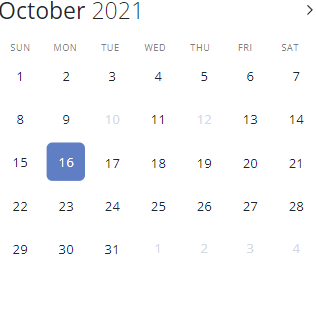 October 2021 >
SUN MON TUE WED THU FRI SAT
1 2 3 4 5 6 7
8 9 10 11 12 13 14
15 16 17 18 19 20 21
22 23 24 25 26 27 28
29 30 31 1 2 3 4